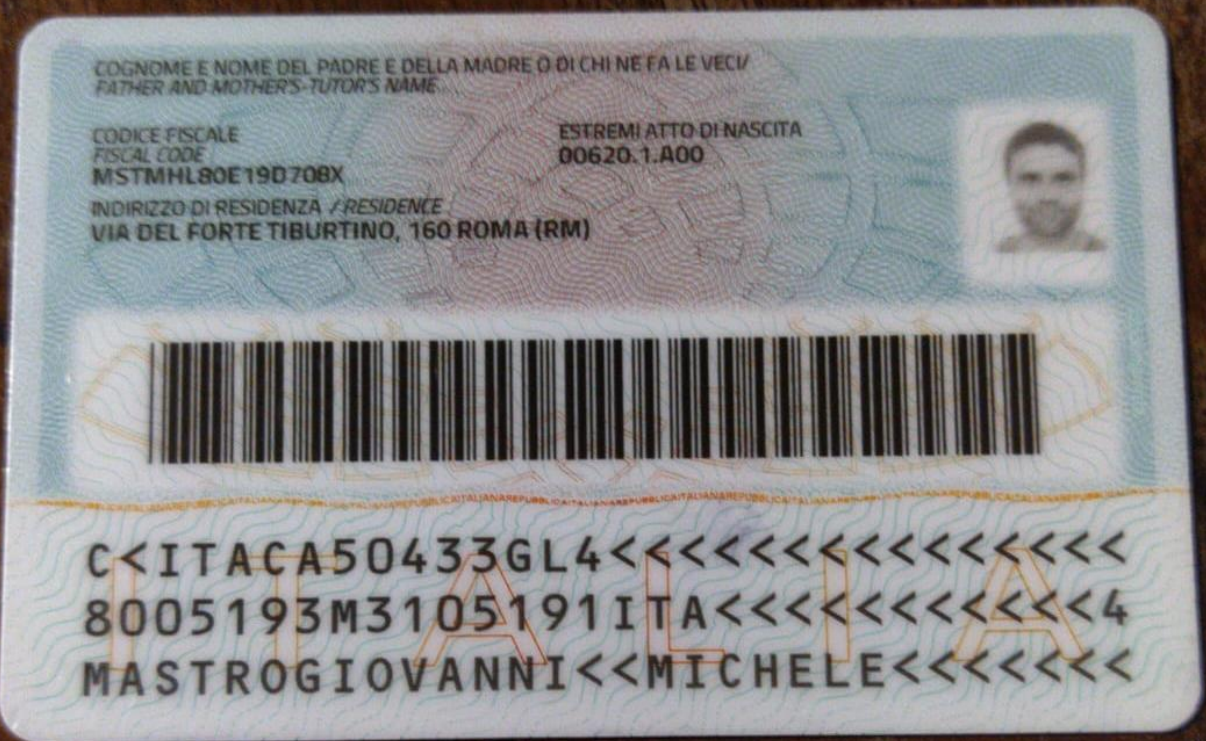 COGNOME E NOME DEL PADRE E DELLA MADRE O DI CHI NE FA LE VECI/
FATHER AND MOTHER'S-TUTOR'S NAME
CODICE FISCALE
FISCAL CODE
MSTMHL80E19D708X
ESTREMI ATTO DI NASCITA
00620.1.A00
INDIRIZZO DI RESIDENZA / RESIDENCE
VIA DEL FORTE TIBURTINO, 160 ROMA (RM)
REPUBBLICAITALIANAREPUBBLICAITALIANAREPUBBLICAITALIANA
C<ITACA50433GL4<<<<<<<<<<<<<<<
8005193M3105191ITA<<<<<<<<<<<4
MASTROGIOVANNI<<MICHELE<<<<<<<
ITALIA